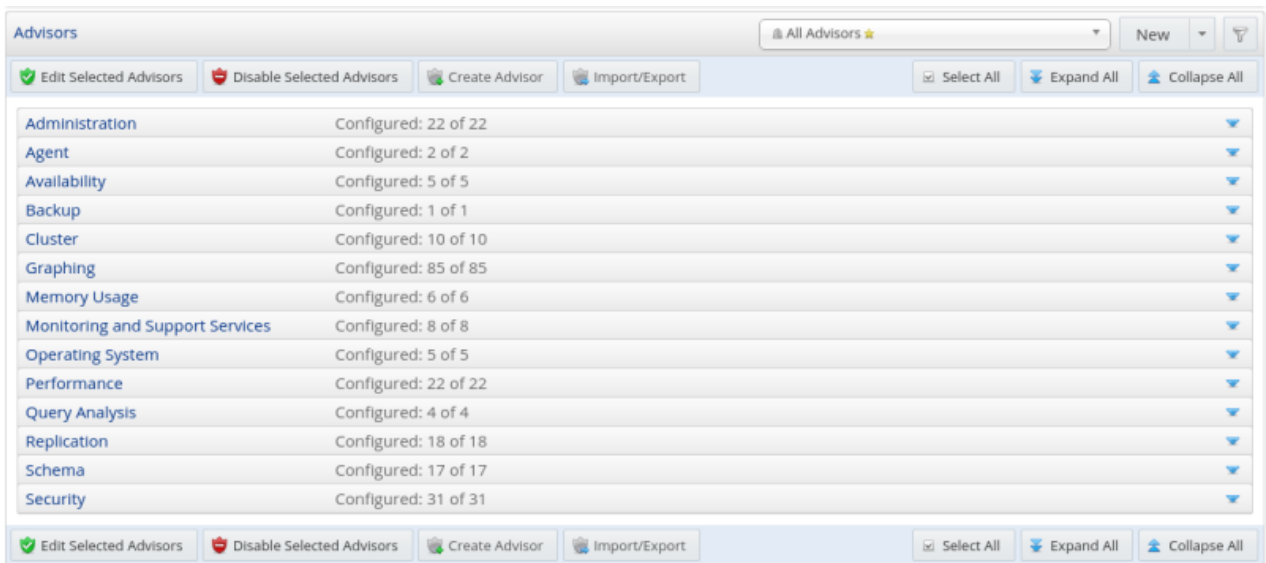 Advisors All Advisors New
Edit Selected Advisors Disable Selected Advisors Create Advisor Import/Export Select All Expand All Collapse All
Administration Configured: 22 of 22
Agent Configured: 2 of 2
Availability Configured: 5 of 5
Backup Configured: 1 of 1
Cluster Configured: 10 of 10
Graphing Configured: 85 of 85
Memory Usage Configured: 6 of 6
Monitoring and Support Services Configured: 8 of 8
Operating System Configured: 5 of 5
Performance Configured: 22 of 22
Query Analysis Configured: 4 of 4
Replication Configured: 18 of 18
Schema Configured: 17 of 17
Security Configured: 31 of 31
Edit Selected Advisors Disable Selected Advisors Create Advisor Import/Export Select All Expand All Collapse All